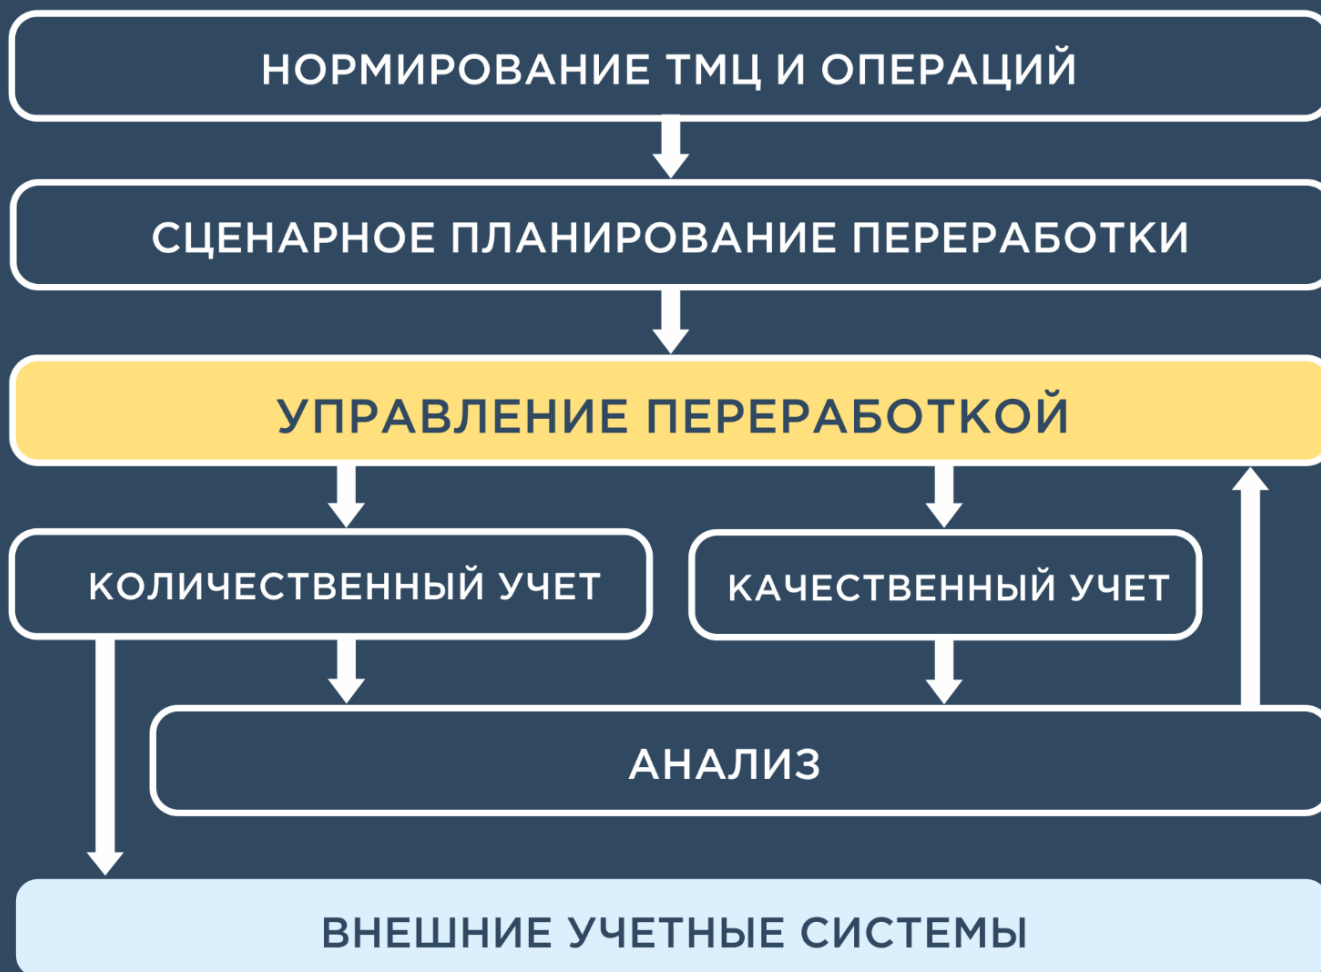 НОРМИРОВАНИЕ ТМЦ И ОПЕРАЦИЙ
СЦЕНАРНОЕ ПЛАНИРОВАНИЕ ПЕРЕРАБОТКИ
УПРАВЛЕНИЕ ПЕРЕРАБОТКОЙ
КОЛИЧЕСТВЕННЫЙ УЧЕТ
КАЧЕСТВЕННЫЙ УЧЕТ
АНАЛИЗ
ВНЕШНИЕ УЧЕТНЫЕ СИСТЕМЫ